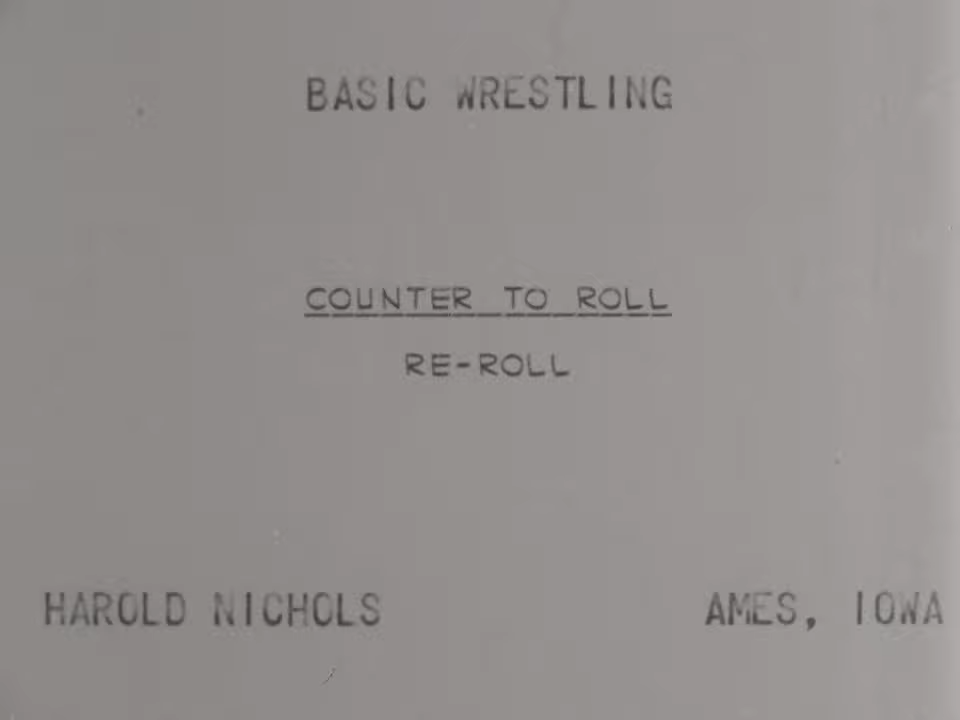 BASIC WRESTLING
COUNTER TO ROLL
RE-ROLL
HAROLD NICHOLS
AMES, IOWA